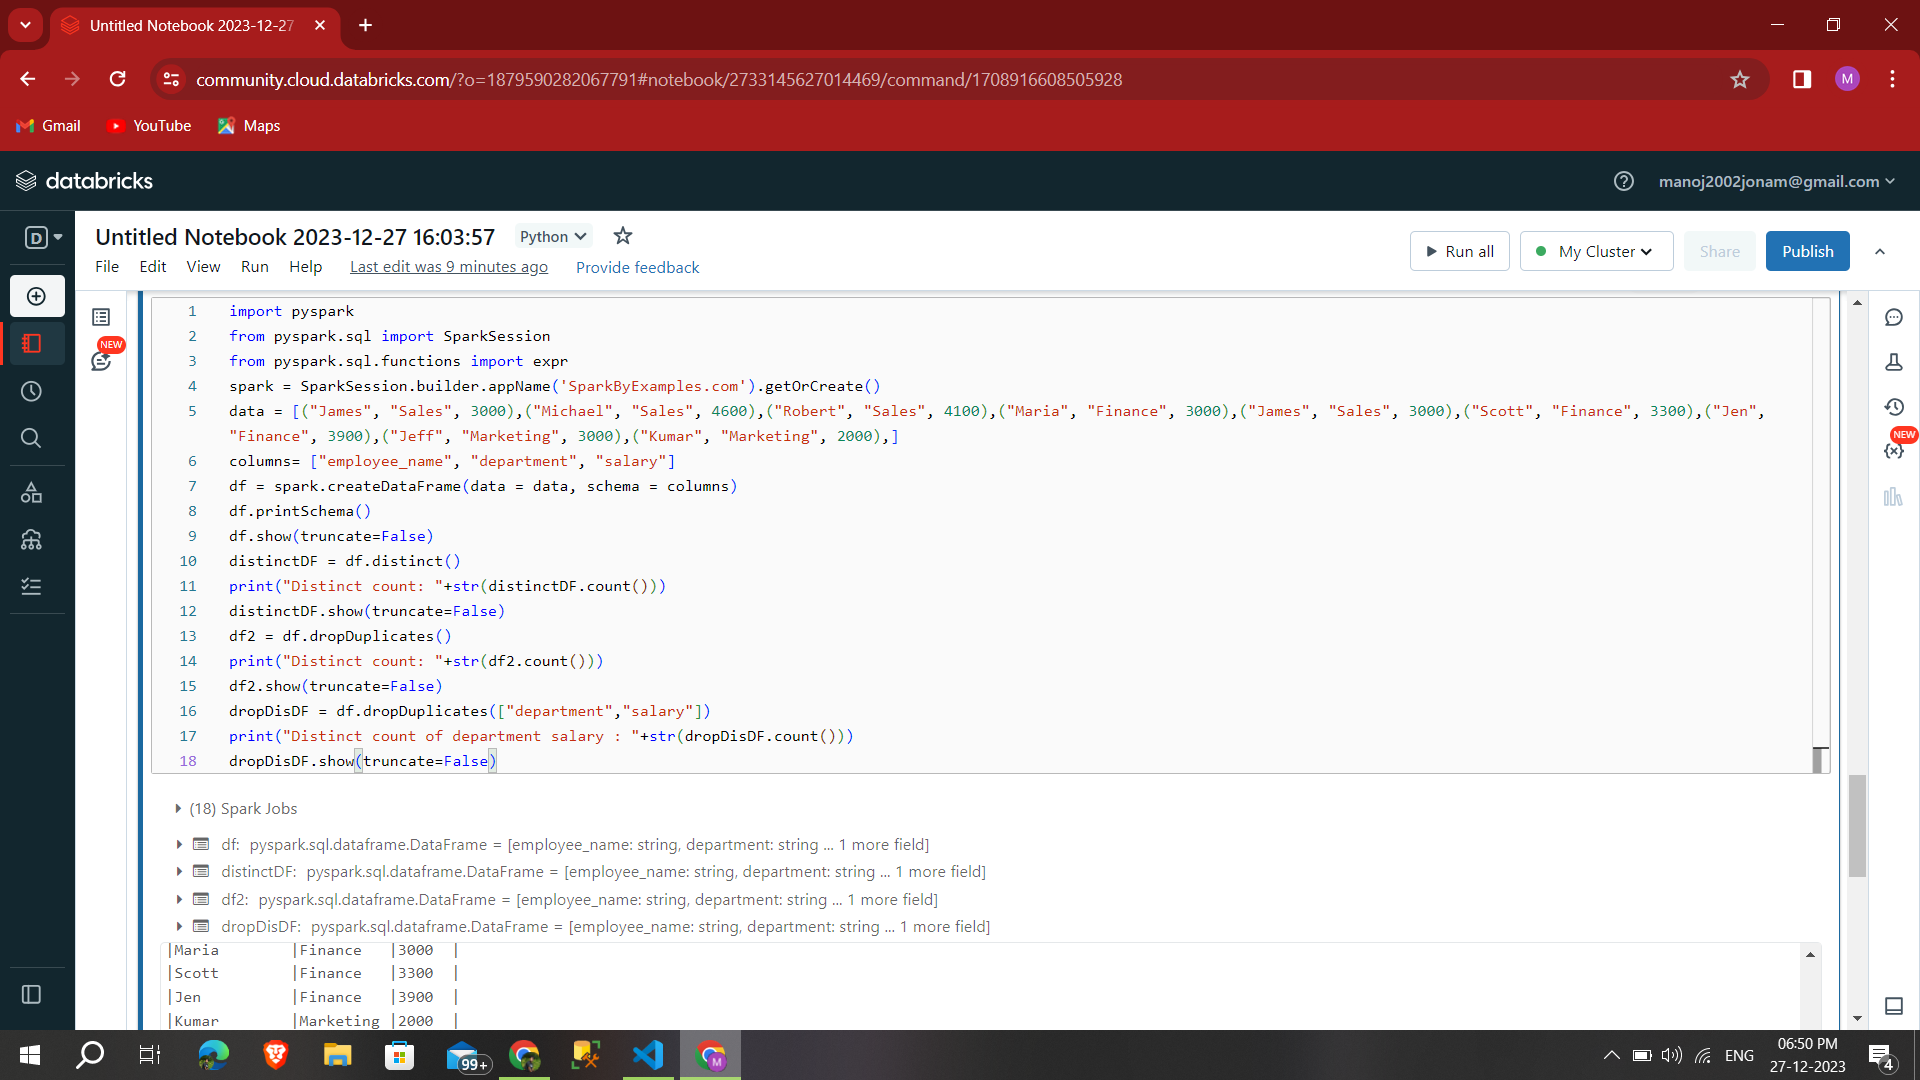 Untitled Notebook 2023-12-27
community.cloud.databricks.com/?o=1879590282067791#notebook/2733145627014469/command/1708916608505928
M
Gmail
YouTube
Maps
databricks
manoj2002jonam@gmail.com
D
Untitled Notebook 2023-12-27 16:03:57
Python
File
Edit
View
Run
Help
Last edit was 9 minutes ago
Provide feedback
Run all
My Cluster
Share
Publish
NEW
NEW
1 import pyspark
2 from pyspark.sql import SparkSession
3 from pyspark.sql.functions import expr
4 spark = SparkSession.builder.appName('SparkByExamples.com').getOrCreate()
5 data = [("James", "Sales", 3000),("Michael", "Sales", 4600),("Robert", "Sales", 4100),("Maria", "Finance", 3000),("James", "Sales", 3000),("Scott", "Finance", 3300),("Jen",
"Finance", 3900),("Jeff", "Marketing", 3000),("Kumar", "Marketing", 2000),]
6 columns= ["employee_name", "department", "salary"]
7 df = spark.createDataFrame(data = data, schema = columns)
8 df.printSchema()
9 df.show(truncate=False)
10 distinctDF = df.distinct()
11 print("Distinct count: "+str(distinctDF.count()))
12 distinctDF.show(truncate=False)
13 df2 = df.dropDuplicates()
14 print("Distinct count: "+str(df2.count()))
15 df2.show(truncate=False)
16 dropDisDF = df.dropDuplicates(["department","salary"])
17 print("Distinct count of department salary : "+str(dropDisDF.count()))
18 dropDisDF.show(truncate=False)
(18) Spark Jobs
df: pyspark.sql.dataframe.DataFrame = [employee_name: string, department: string ... 1 more field]
distinctDF: pyspark.sql.dataframe.DataFrame = [employee_name: string, department: string ... 1 more field]
df2: pyspark.sql.dataframe.DataFrame = [employee_name: string, department: string ... 1 more field]
dropDisDF: pyspark.sql.dataframe.DataFrame = [employee_name: string, department: string ... 1 more field]
|Maria |Finance |3000 |
|Scott |Finance |3300 |
|Jen |Finance |3900 |
|Kumar |Marketing |2000 |
99+
M
ENG
06:50 PM
27-12-2023
4